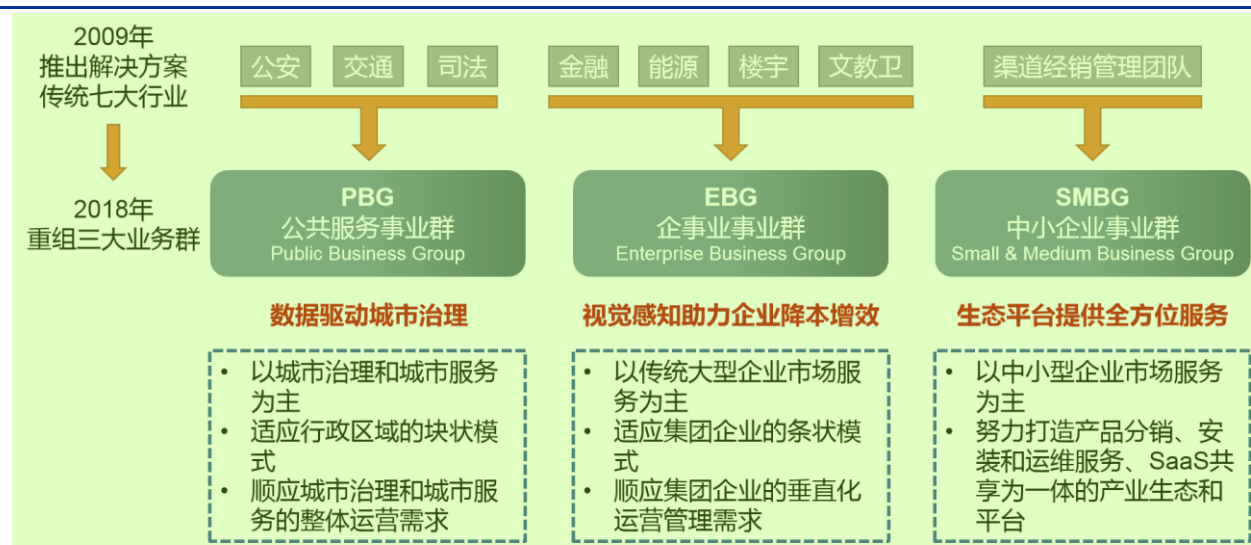 2009年
推出解决方案
传统七大行业
公安 交通 司法
金融 能源 楼宇 文教卫
渠道经销管理团队
2018年
重组三大业务群
PBG
公共服务事业群
Public Business Group
EBG
企事业事业群
Enterprise Business Group
SMBG
中小企业事业群
Small & Medium Business Group
数据驱动城市治理
视觉感知助力企业降本增效
生态平台提供全方位服务
• 以城市治理和城市服务
为主
• 适应行政区域的块状模
式
• 顺应城市治理和城市服
务的整体运营需求
• 以传统大型企业市场服
务为主
• 适应集团企业的条状模
式
• 顺应集团企业的垂直化
运营管理需求
• 以中小型企业市场服务
为主
• 努力打造产品分销、安
装和运维服务、SaaS共
享为一体的产业生态和
平台